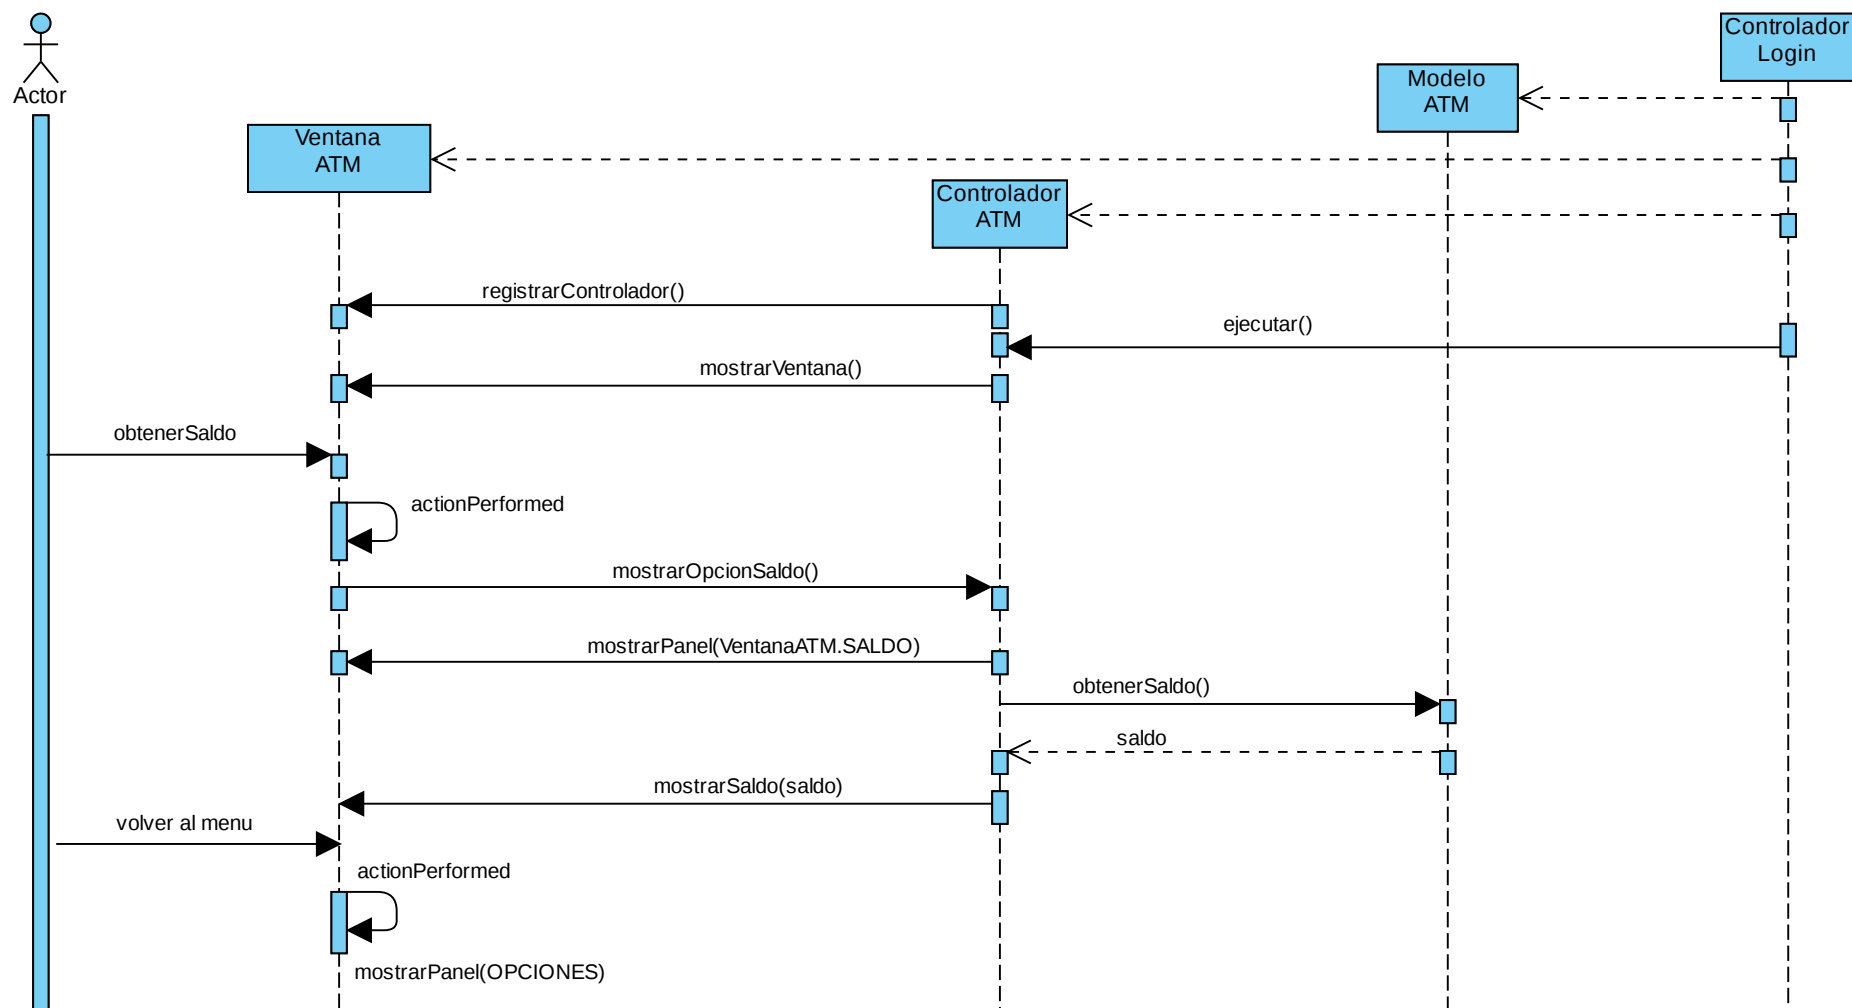 Controlador
Login
Modelo
ATM
Actor
Ventana
ATM
Controlador
ATM
registrarControlador()
ejecutar()
mostrarVentana()
obtenerSaldo
actionPerformed
mostrarOpcionSaldo()
mostrarPanel(VentanaATM.SALDO)
obtenerSaldo()
saldo
mostrarSaldo(saldo)
volver al menu
actionPerformed
mostrarPanel(OPCIONES)